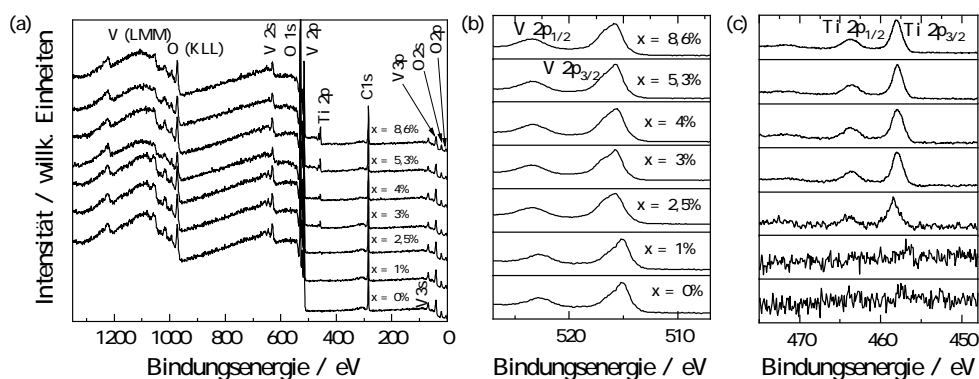 (a)
V (LMM)
O (KLL)
V 2s
O 1s
V 2p
Ti 2p
C1s
V3p
O2s
O2p
x = 8,6%
x = 5,3%
x = 4%
x = 3%
x = 2,5%
x = 1%
x = 0%
V3s
Intensität / willk. Einheiten
1200 1000 800 600 400 200 0
Bindungsenergie / eV
(b)
V 2p1/2
V 2p3/2
x = 8,6%
x = 5,3%
x = 4%
x = 3%
x = 2,5%
x = 1%
x = 0%
520 510
Bindungsenergie / eV
(c)
Ti 2p1/2
Ti 2p3/2
470 460 450
Bindungsenergie / eV